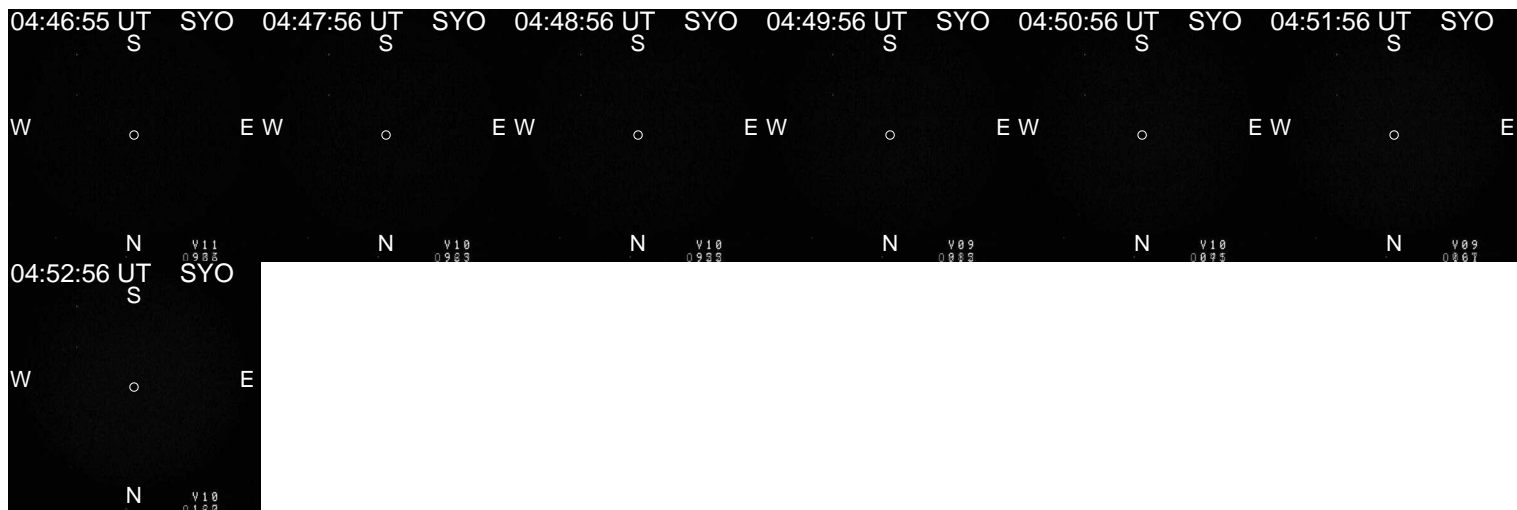 04:46:55 UT SYO 04:47:56 UT SYO 04:48:56 UT SYO 04:49:56 UT SYO 04:50:56 UT SYO 04:51:56 UT SYO
S S S S S S
W E W E W E W E W E W E
N V11 N V10 N V10 N V09 N V10 N V09
04:52:56 UT SYO
S
W E
N V10